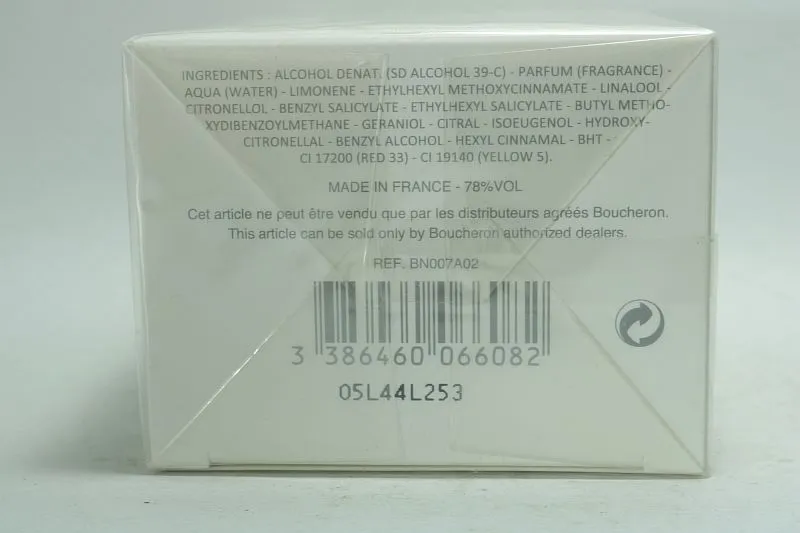 INGREDIENTS : ALCOHOL DENAT. (SD ALCOHOL 39-C) - PARFUM (FRAGRANCE) -
AQUA (WATER) - LIMONENE - ETHYLHEXYL METHOXYCINNAMATE - LINALOOL -
CITRONELLOL - BENZYL SALICYLATE - ETHYLHEXYL SALICYLATE - BUTYL METHO-
XYDIBENZOYLMETHANE - GERANIOL - CITRAL - ISOEUGENOL - HYDROXY-
CITRONELLAL - BENZYL ALCOHOL - HEXYL CINNAMAL - BHT -
CI 17200 (RED 33) - CI 19140 (YELLOW 5).
MADE IN FRANCE - 78%VOL
Cet article ne peut être vendu que par les distributeurs agréés Boucheron.
This article can be sold only by Boucheron authorized dealers.
REF. BN007A02
3 386460 066082
05L44L253